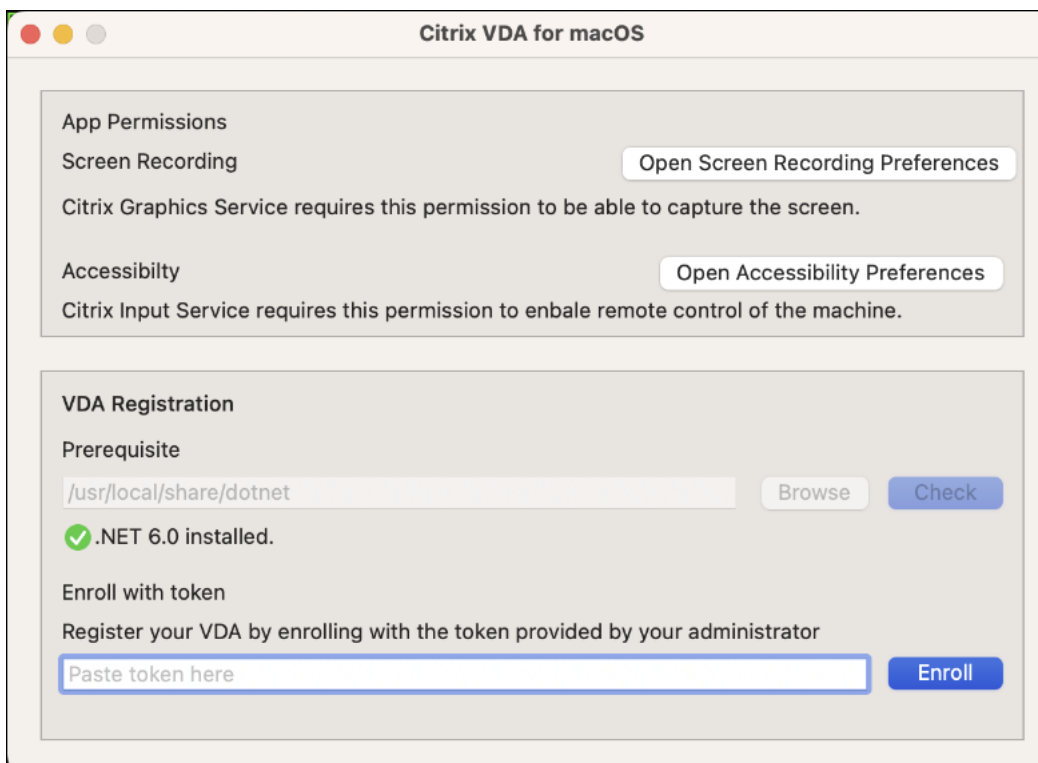 Citrix VDA for macOS
App Permissions
Screen Recording
Open Screen Recording Preferences
Citrix Graphics Service requires this permission to be able to capture the screen.
Accessibilty
Open Accessibility Preferences
Citrix Input Service requires this permission to enbale remote control of the machine.
VDA Registration
Prerequisite
/usr/local/share/dotnet
Browse
Check
.NET 6.0 installed.
Enroll with token
Register your VDA by enrolling with the token provided by your administrator
Paste token here
Enroll